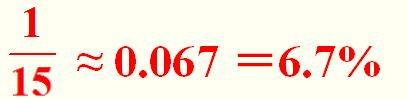 1/15 ≈ 0.067 = 6.7%